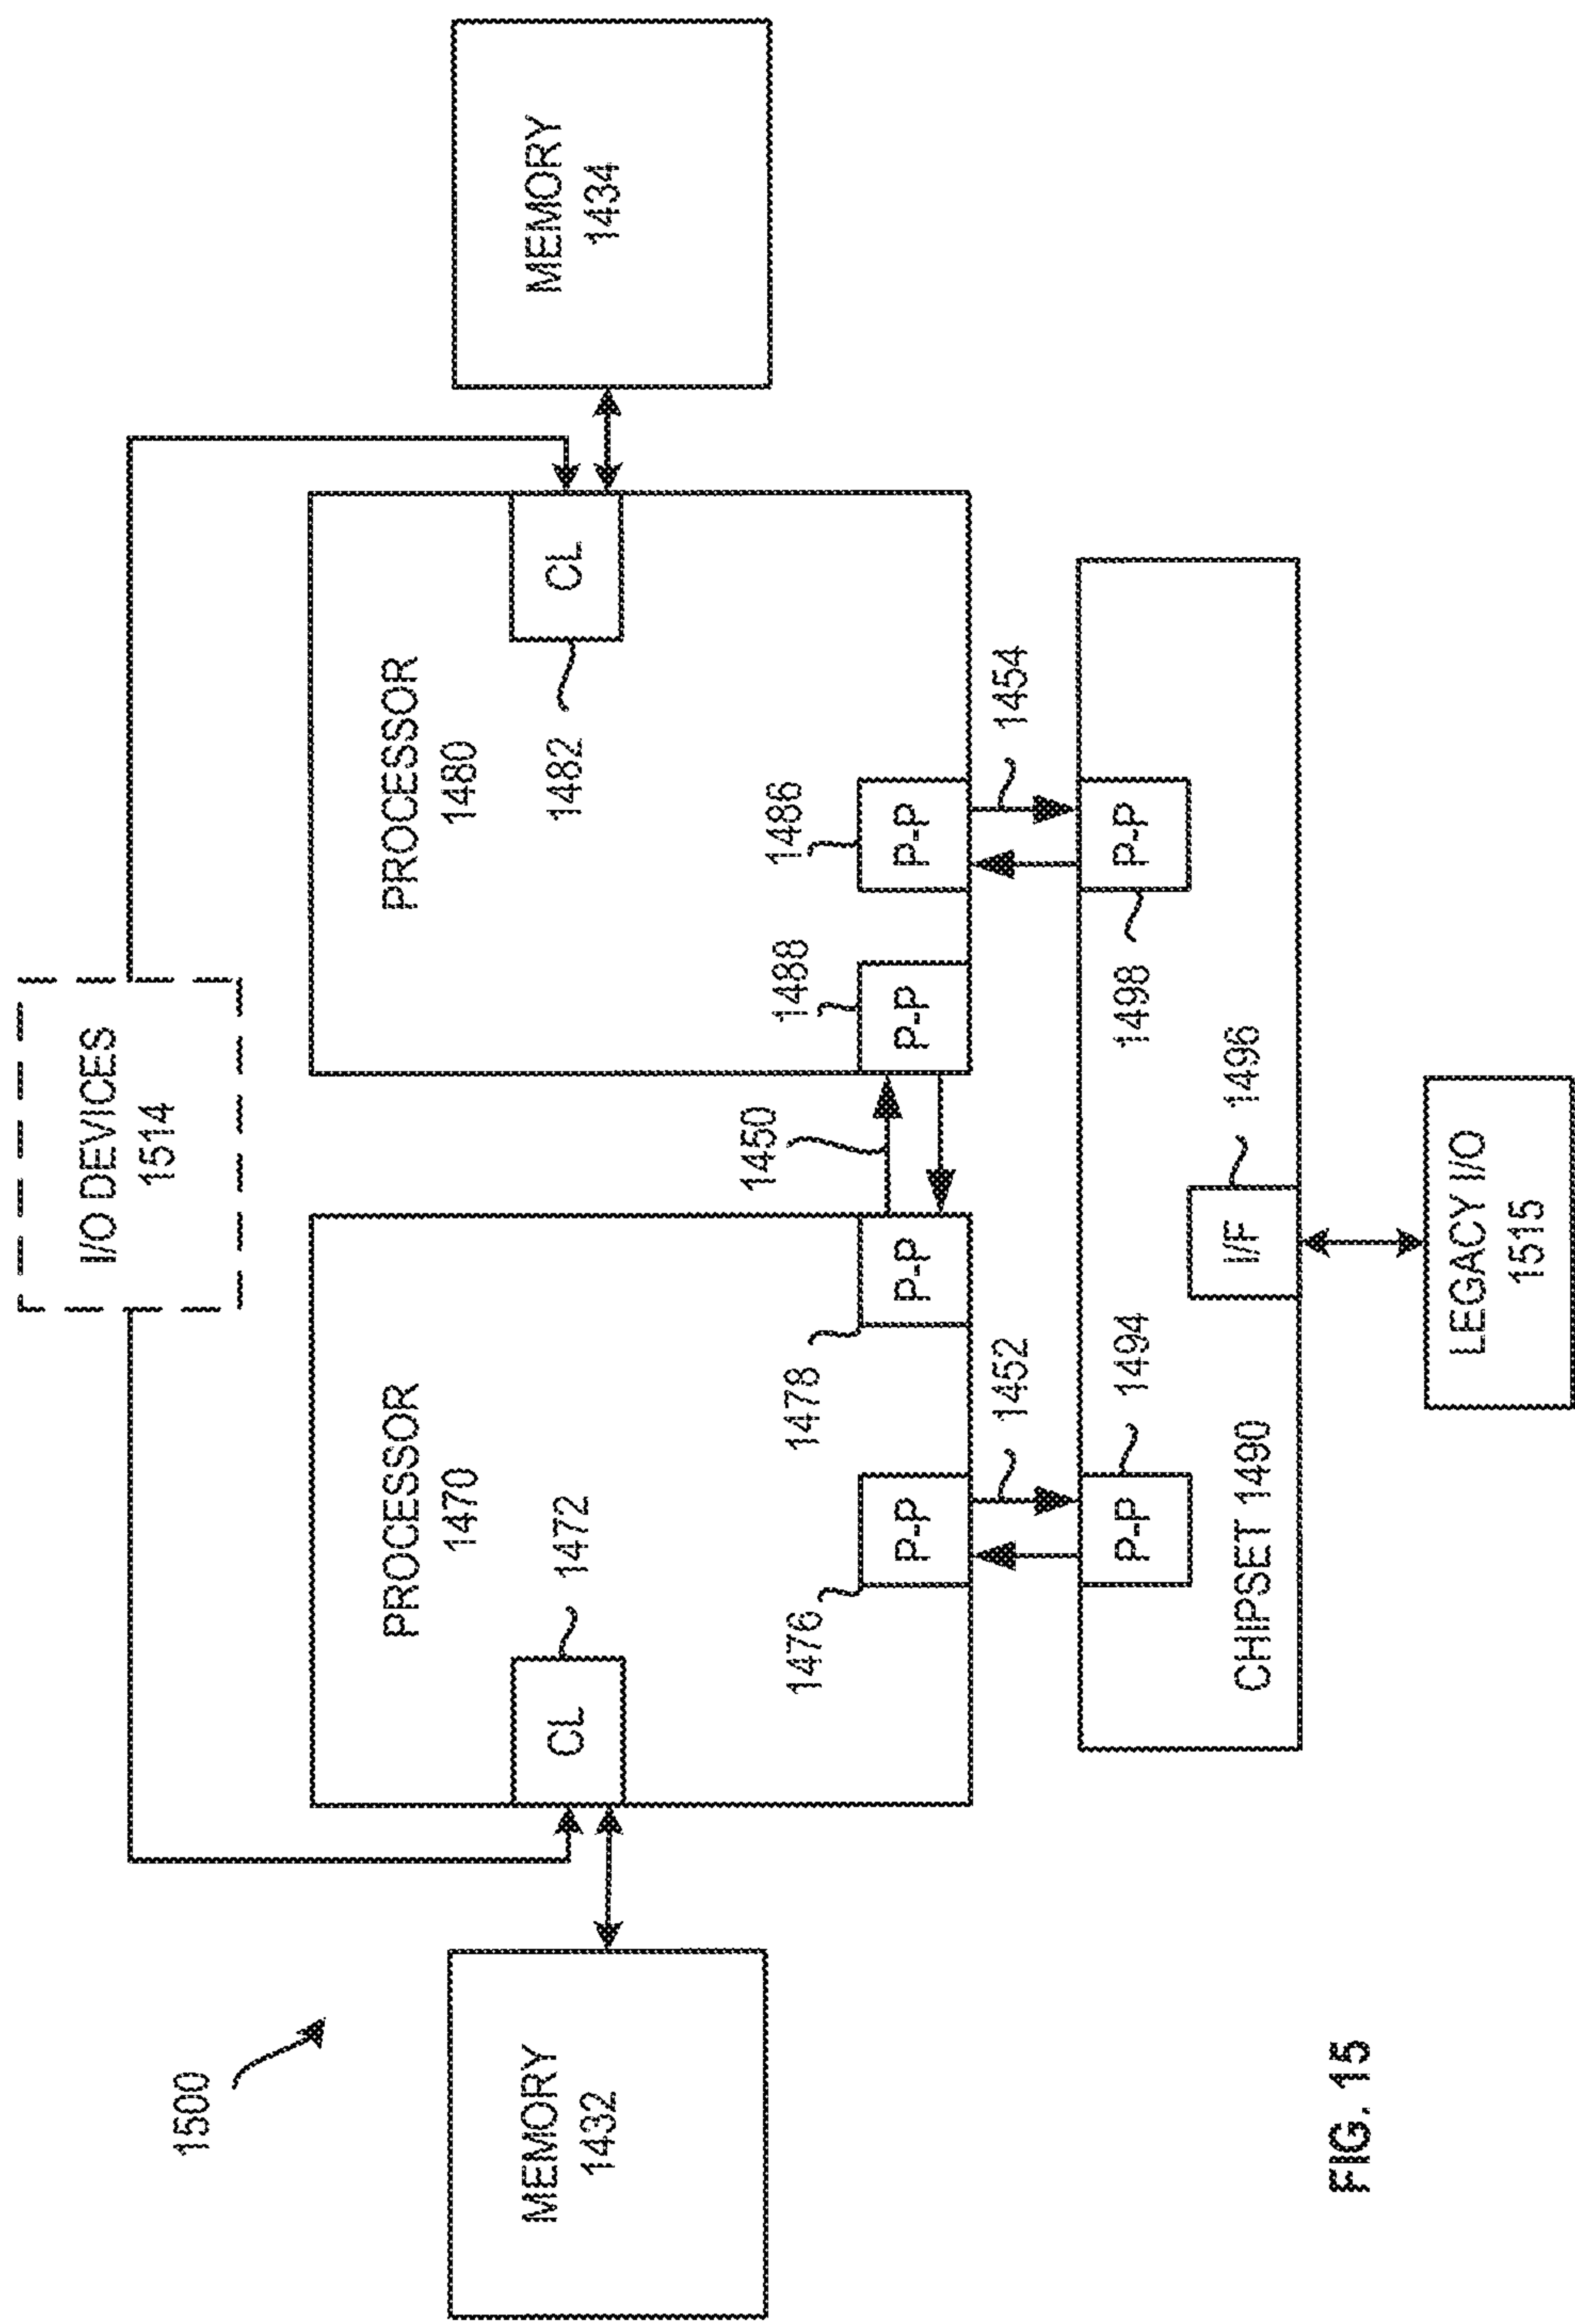 1500
I/O DEVICES
1514
MEMORY
1432
PROCESSOR
1470
CL
1472
1476
P-P
1478
P-P
1450
PROCESSOR
1480
CL
1482
1488
P-P
1486
P-P
MEMORY
1434
1452
1454
P-P
1494
P-P
1498
CHIPSET 1490
I/F
1496
LEGACY I/O
1515
FIG. 15